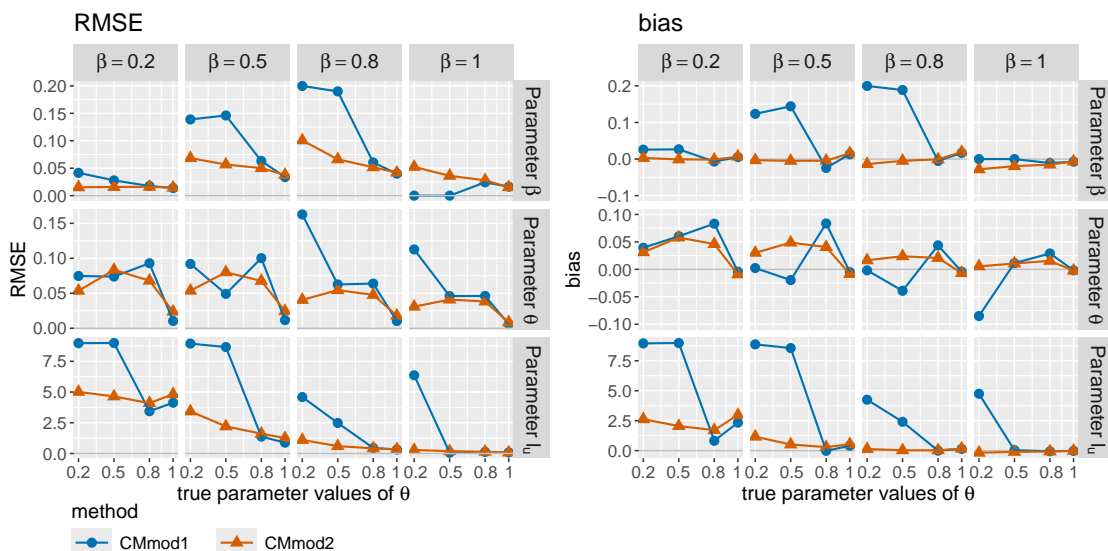 RMSE
β = 0.2
β = 0.5
β = 0.8
β = 1
0.20
0.15
0.10
0.05
0.00
Parameter β
0.15
0.10
0.05
0.00
Parameter θ
7.5
5.0
2.5
0.0
Parameter Iu
RMSE
0.2 0.5 0.8 1 0.2 0.5 0.8 1 0.2 0.5 0.8 1 0.2 0.5 0.8 1
true parameter values of θ
bias
β = 0.2
β = 0.5
β = 0.8
β = 1
0.2
0.1
0.0
−0.1
Parameter β
0.10
0.05
0.00
−0.05
−0.10
Parameter θ
7.5
5.0
2.5
0.0
Parameter Iu
bias
0.2 0.5 0.8 1 0.2 0.5 0.8 1 0.2 0.5 0.8 1 0.2 0.5 0.8 1
true parameter values of θ
method
CMmod1
CMmod2